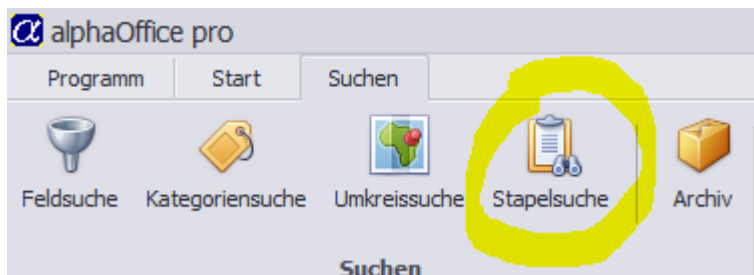 α alphaOffice pro
Programm Start Suchen
Feldsuche Kategoriensuche Umkreissuche Stapelsuche Archiv
Suchen